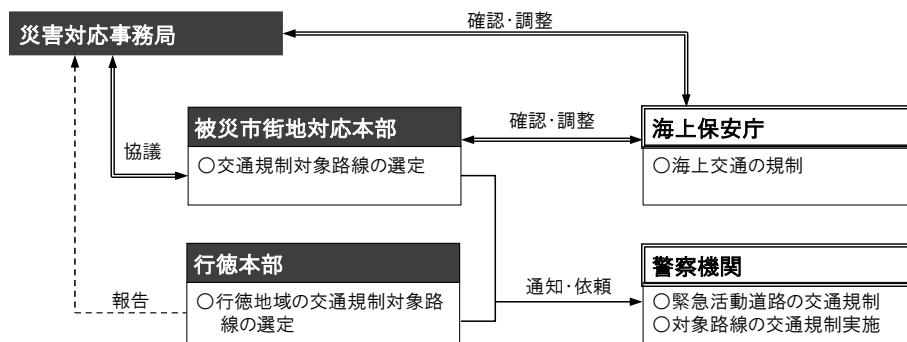 確認・調整
災害対応事務局
被災市街地対応本部
確認・調整
海上保安庁
協議
○交通規制対象路線の選定
○海上交通の規制
行徳本部
警察機関
報告
○行徳地域の交通規制対象路
線の選定
通知・依頼
○緊急活動道路の交通規制
○対象路線の交通規制実施